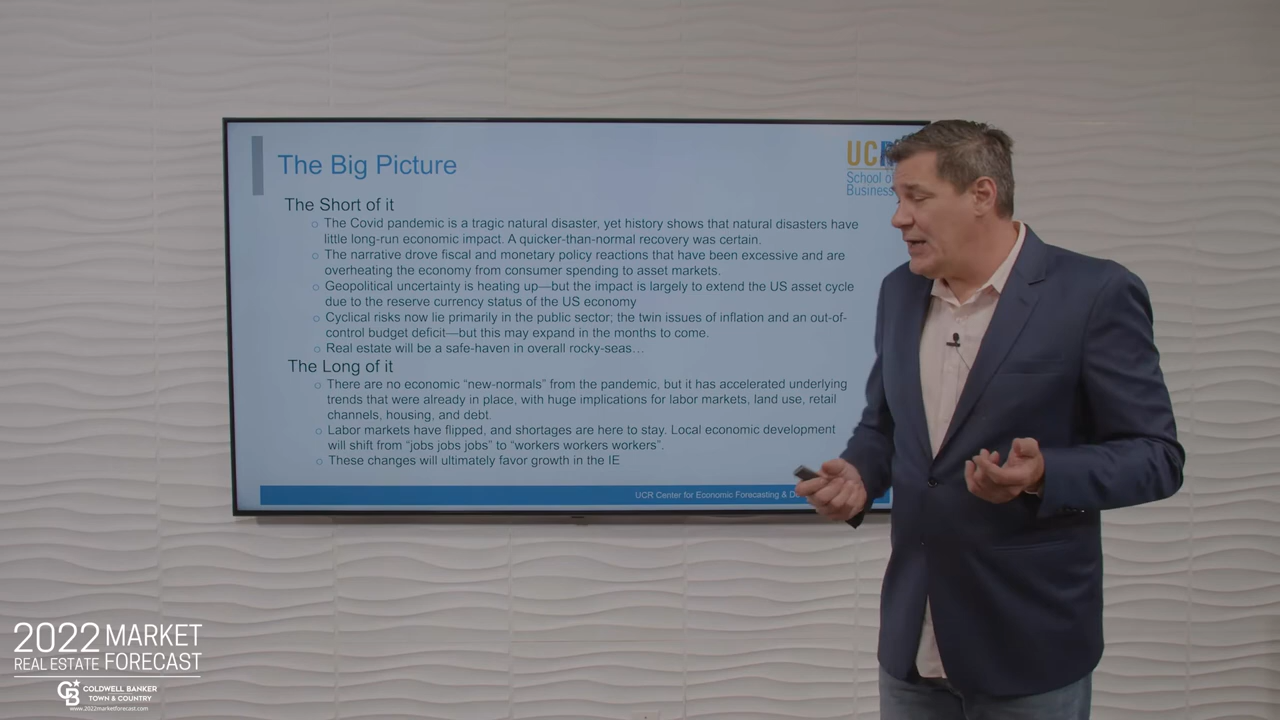 The Big Picture
UCR
School of
Business
The Short of it
The Covid pandemic is a tragic natural disaster, yet history shows that natural disasters have
little long-run economic impact. A quicker-than-normal recovery was certain.
The narrative drove fiscal and monetary policy reactions that have been excessive and are
overheating the economy from consumer spending to asset markets.
Geopolitical uncertainty is heating up—but the impact is largely to extend the US asset cycle
due to the reserve currency status of the US economy
Cyclical risks now lie primarily in the public sector; the twin issues of inflation and an out-of-
control budget deficit—but this may expand in the months to come.
Real estate will be a safe-haven in overall rocky-seas…
The Long of it
There are no economic “new-normals” from the pandemic, but it has accelerated underlying
trends that were already in place, with huge implications for labor markets, land use, retail
channels, housing, and debt.
Labor markets have flipped, and shortages are here to stay. Local economic development
will shift from “jobs jobs jobs” to “workers workers workers”.
These changes will ultimately favor growth in the IE
UCR Center for Economic Forecasting & D
2022 MARKET
REAL ESTATE FORECAST
CB COLDWELL BANKER
TOWN & COUNTRY
www.2022marketforecast.com